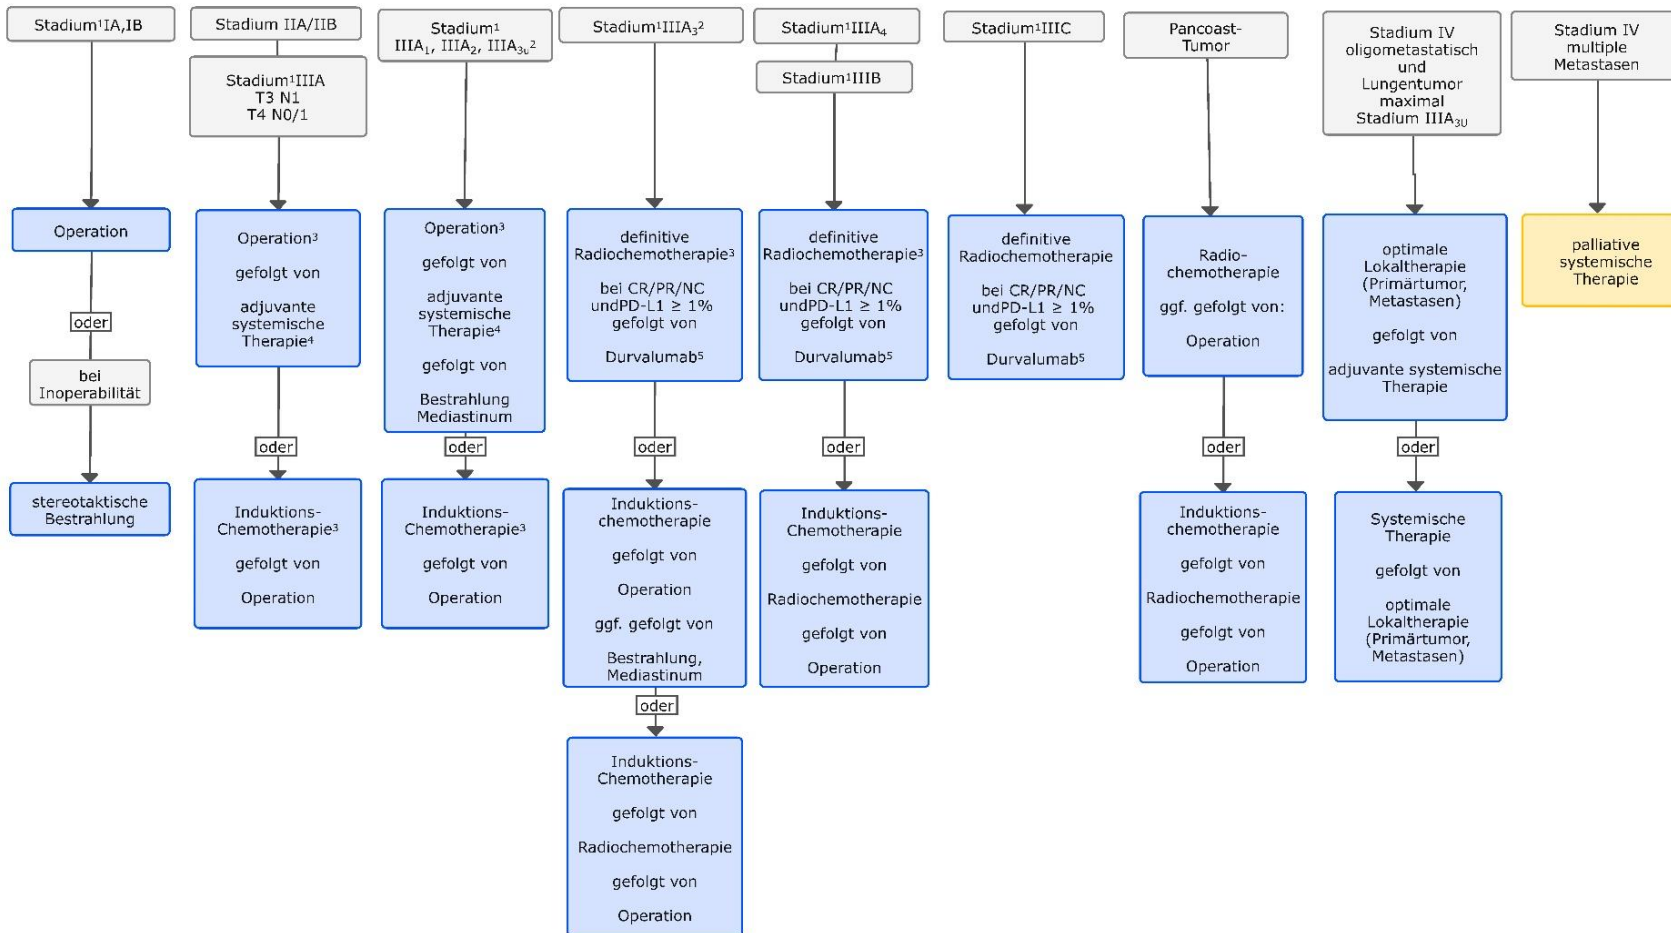 Stadium¹IA,IB
Operation
oder
bei
Inoperabilität
stereotaktische
Bestrahlung
Stadium IIA/IIB
Stadium¹IIIA
T3 N1
T4 N0/1
Operation³
gefolgt von
adjuvante
systemische
Therapie⁴
oder
Induktions-
Chemotherapie³
gefolgt von
Operation
Stadium¹
IIIA₁, IIIA₂, IIIA₃ᵤ²
Operation³
gefolgt von
adjuvante
systemische
Therapie⁴
gefolgt von
Bestrahlung
Mediastinum
oder
Induktions-
Chemotherapie³
gefolgt von
Operation
Stadium¹IIIA₃²
definitive
Radiochemotherapie³
bei CR/PR/NC
undPD-L1 ≥ 1%
gefolgt von
Durvalumab⁵
oder
Induktions-
chemotherapie
gefolgt von
Operation
ggf. gefolgt von
Bestrahlung,
Mediastinum
oder
Induktions-
Chemotherapie
gefolgt von
Radiochemotherapie
gefolgt von
Operation
Stadium¹IIIA₄
Stadium¹IIIB
definitive
Radiochemotherapie³
bei CR/PR/NC
undPD-L1 ≥ 1%
gefolgt von
Durvalumab⁵
oder
Induktions-
Chemotherapie
gefolgt von
Radiochemotherapie
gefolgt von
Operation
Stadium¹IIIC
definitive
Radiochemotherapie
bei CR/PR/NC
undPD-L1 ≥ 1%
gefolgt von
Durvalumab⁵
Pancoast-
Tumor
Radio-
chemotherapie
ggf. gefolgt von:
Operation
oder
Induktions-
chemotherapie
gefolgt von
Radiochemotherapie
gefolgt von
Operation
Stadium IV
oligometastatisch
und
Lungentumor
maximal
Stadium IIIA₃U
optimale
Lokaltherapie
(Primärtumor,
Metastasen)
gefolgt von
adjuvante systemische
Therapie
oder
Systemische
Therapie
gefolgt von
optimale
Lokaltherapie
(Primärtumor,
Metastasen)
Stadium IV
multiple
Metastasen
palliative
systemische
Therapie